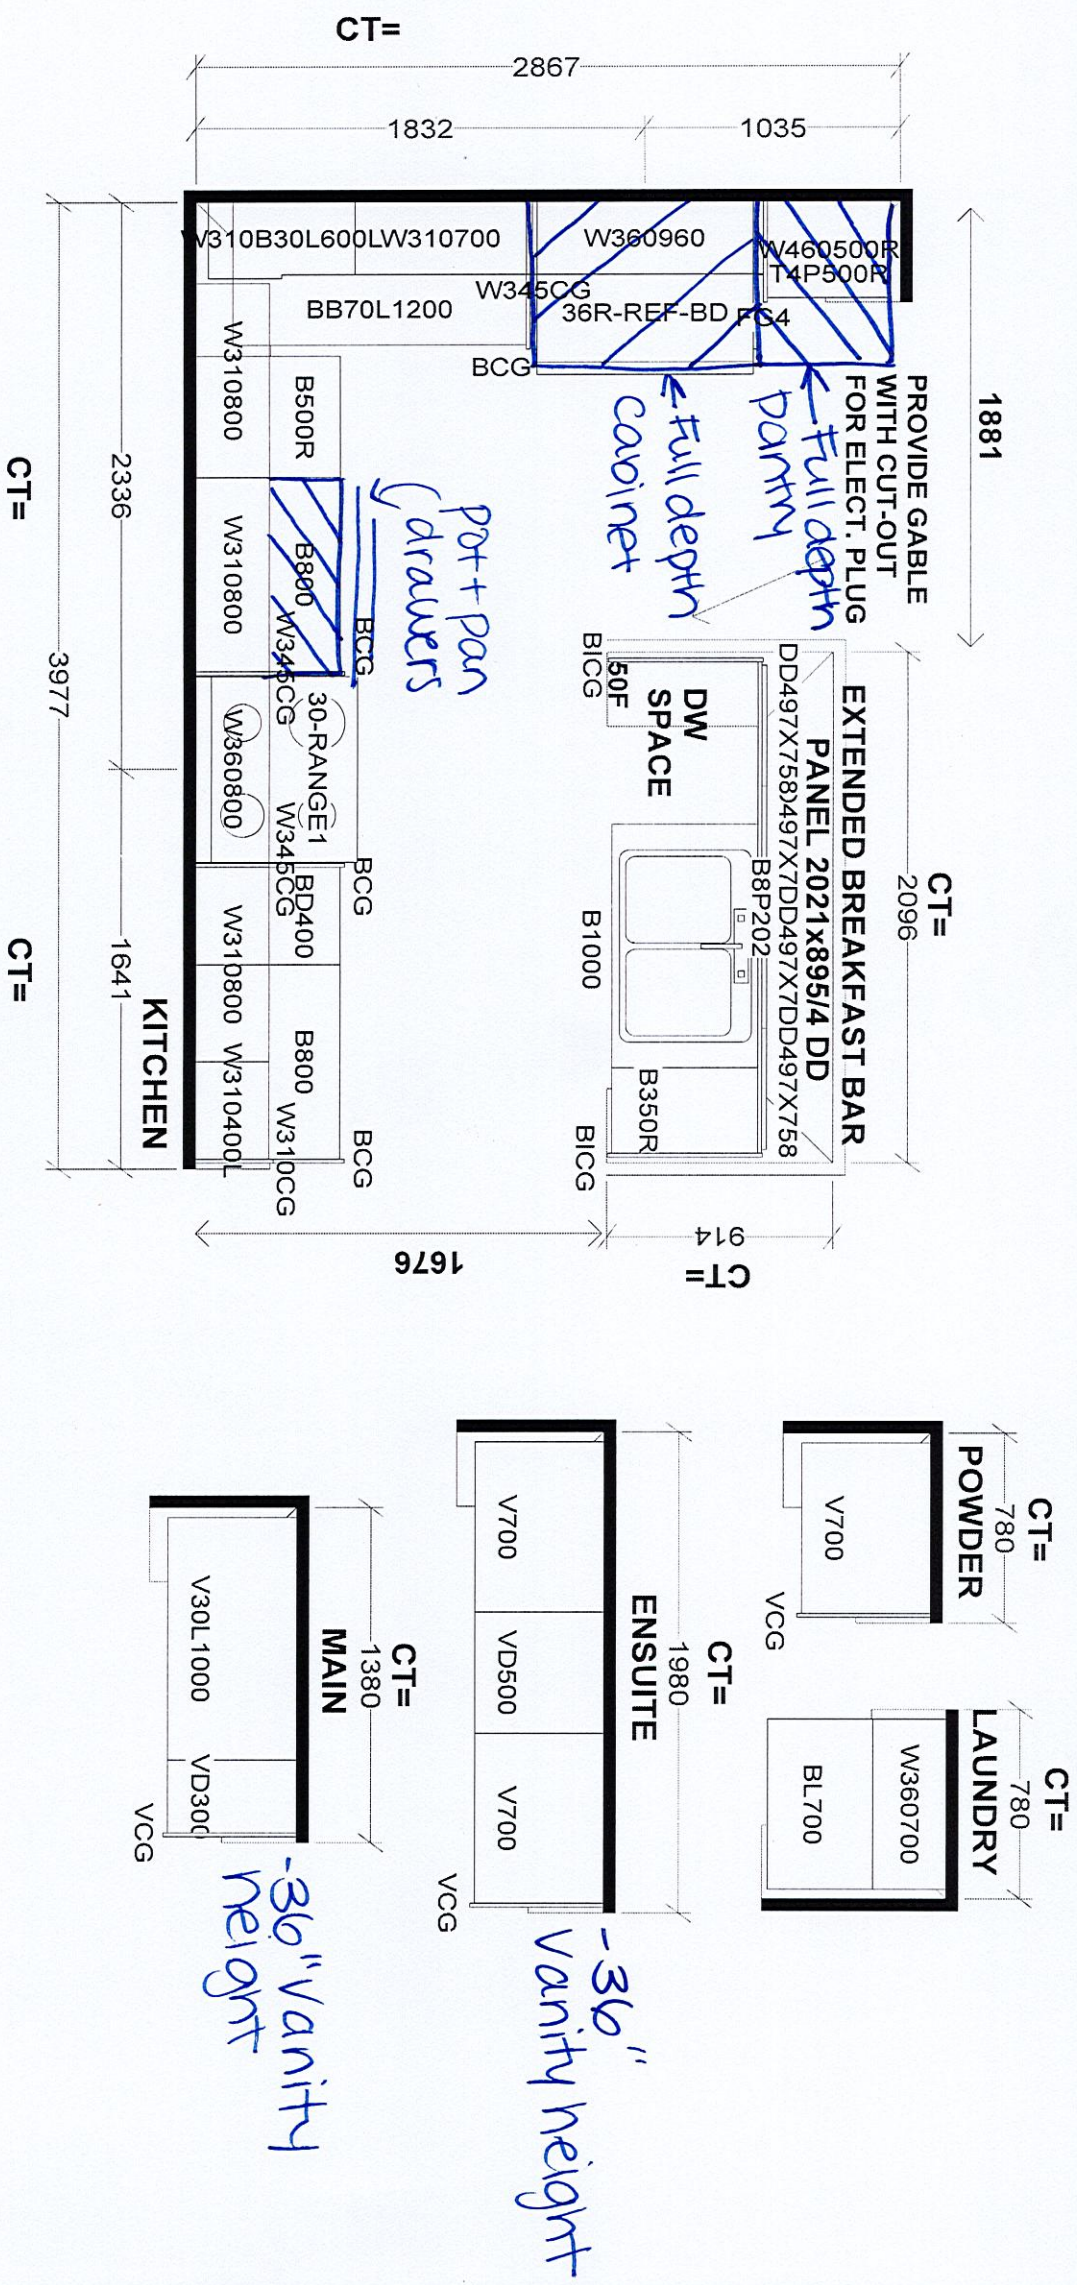 CT=
2867
1832
1035
W310B30L600LW310700
W360960
W460500R
T4P500R
W345CG
BB70L1200
36R-REF-BD
FG4
BCG
1881
PROVIDE GABLE
WITH CUT-OUT
FOR ELECT. PLUG
← Full depth
pantry
← Full depth
cabinet
pot + pan
drawers
W310800
B500R
W310800
B800
W345CG
BCG
W360800
30-RANGE1
W345CG
BCG
BD400
W310800
B800
W310400L
W310CG
BCG
CT=
2336
3977
1641
CT=
KITCHEN
CT=
2096
EXTENDED BREAKFAST BAR
PANEL 2021x895/4 DD
DD497X758)497X7DD497X7DD497X758
BICG
50F
DW
SPACE
B8P202
B1000
B350R
BICG
914
CT=
1676
CT=
780
POWDER
V700
VCG
CT=
780
LAUNDRY
W360700
BL700
CT=
1980
ENSUITE
V700
VD500
V700
VCG
-36"
vanity height
CT=
1380
MAIN
V30L1000
VD300
VCG
-36" vanity
height